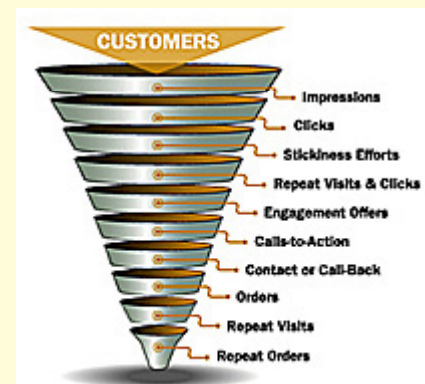 CUSTOMERS
Impressions
Clicks
Stickiness Efforts
Repeat Visits & Clicks
Engagement Offers
Calls-to-Action
Contact or Call-Back
Orders
Repeat Visits
Repeat Orders